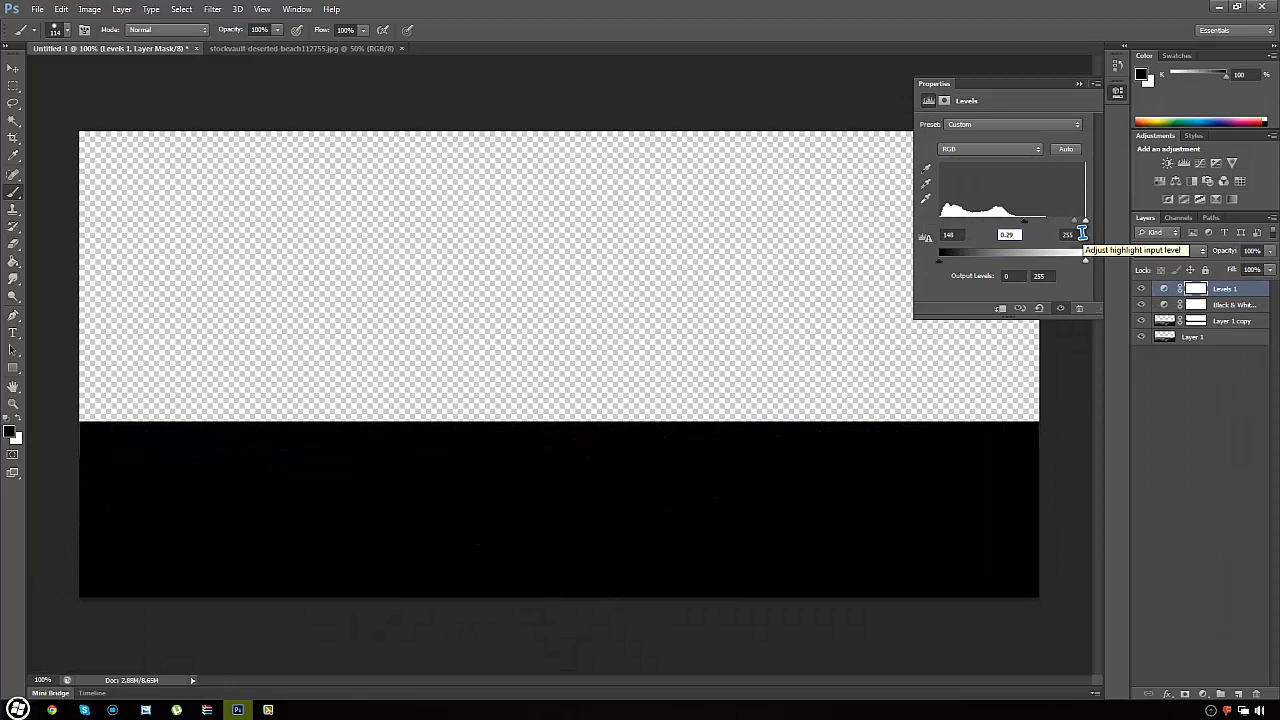 Ps File Edit Image Layer Type Select Filter 3D View Window Help
114 Mode: Normal Opacity: 100% Flow: 100% Essentials
Untitled-1 @ 100% (Levels 1, Layer Mask/8) * × stockvault-deserted-beach112755.jpg @ 50% (RGB/8) ×
Color Swatches
K 100 %
Properties
Levels
Preset: Custom
RGB Auto
148 0.29 255
Adjust highlight input level
Output Levels: 0 255
Adjustments Styles
Add an adjustment
Layers Channels Paths
Kind
Opacity: 100%
Lock: Fill: 100%
Levels 1
Black & Whit...
Layer 1 copy
Layer 1
100% Doc: 2.88M/8.65M
Mini Bridge Timeline
Ps